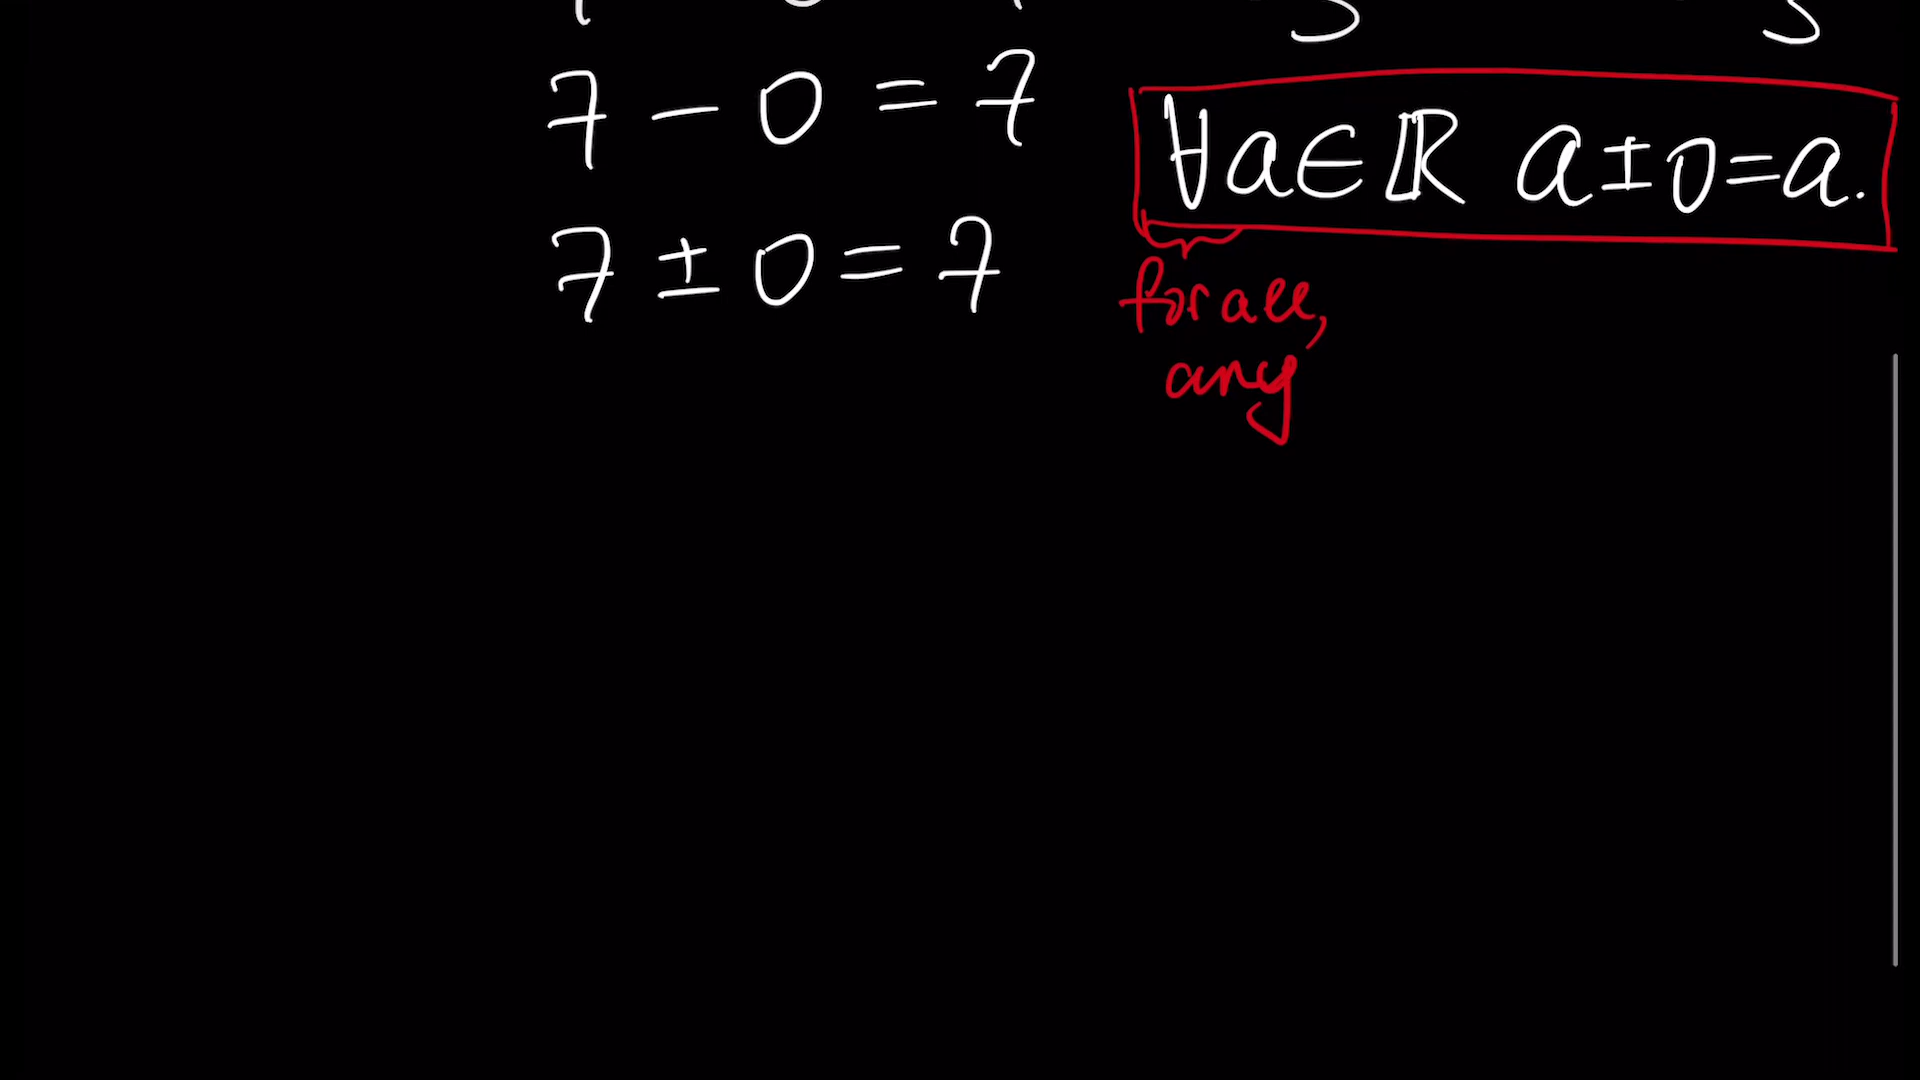 7 - 0 = 7
7 ± 0 = 7
∀a∈ℝ a±0=a.
for all,
any